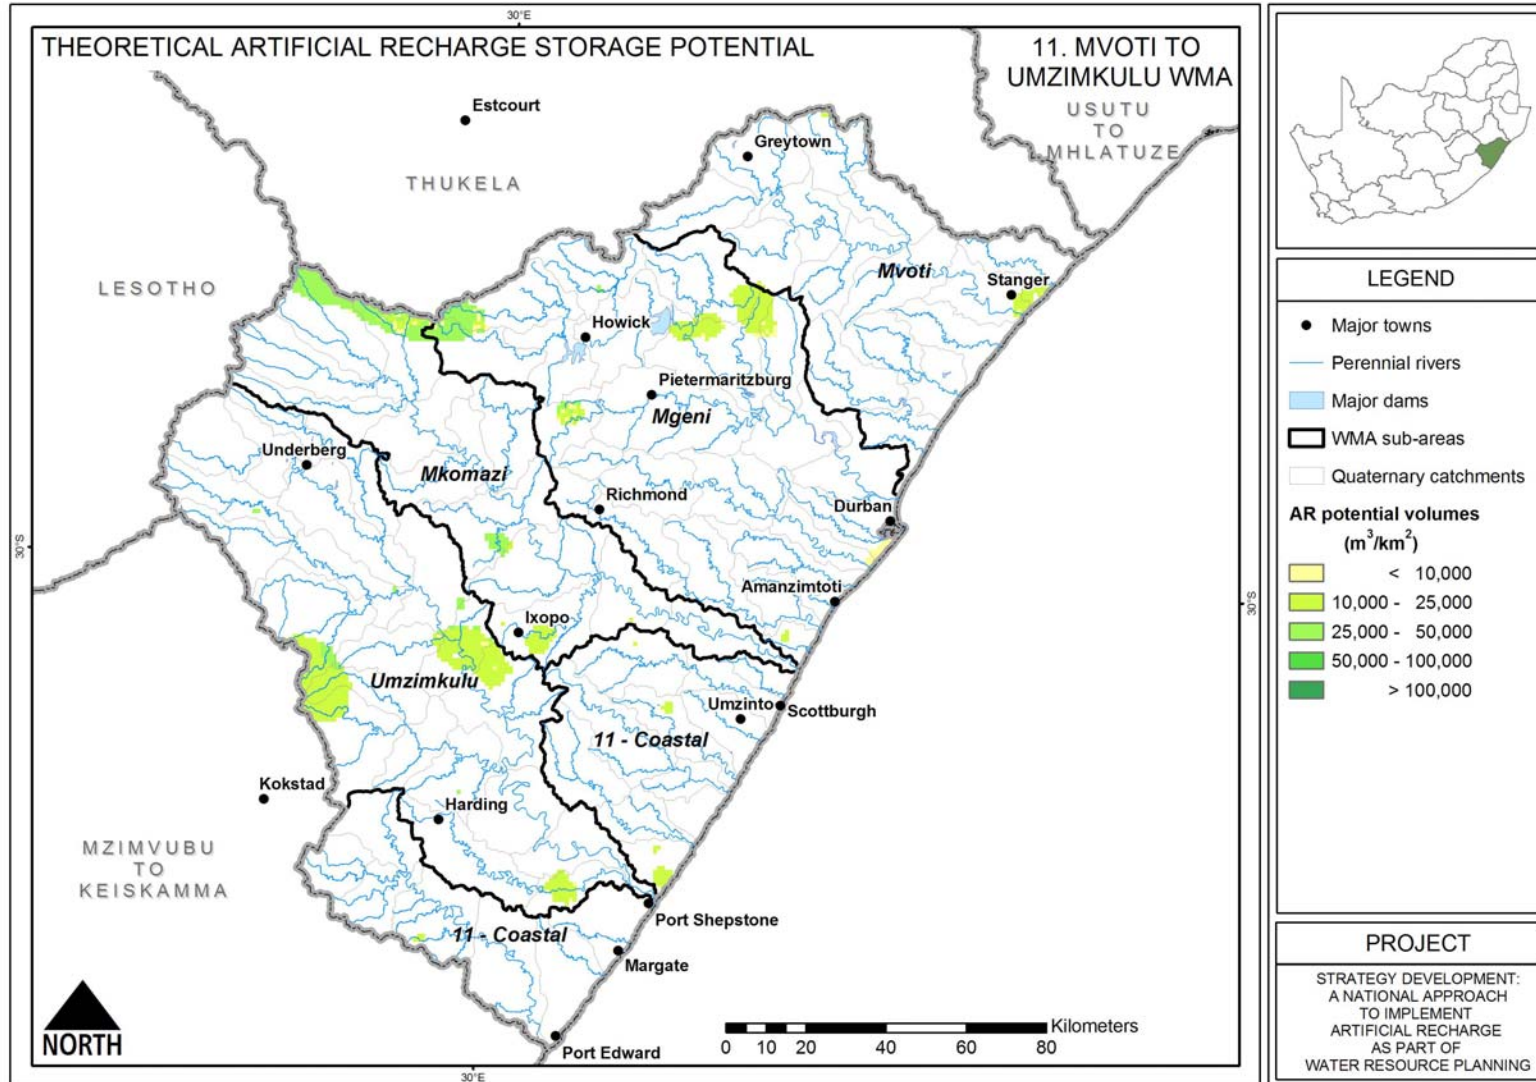 30°E
THEORETICAL ARTIFICIAL RECHARGE STORAGE POTENTIAL
11. MVOTI TO
UMZIMKULU WMA
USUTU
TO
MHLATUZE
Estcourt
Greytown
THUKELA
LESOTHO
Mvoti
Stanger
Howick
Pietermaritzburg
Mgeni
Underberg
Mkomazi
Richmond
Durban
30°S
Amanzimtoti
30°S
Ixopo
Umzimkulu
Umzinto
Scottburgh
11 - Coastal
Kokstad
Harding
MZIMVUBU
TO
KEISKAMMA
Port Shepstone
11 - Coastal
Margate
NORTH
Port Edward
Kilometers
0 10 20 40 60 80
30°E
LEGEND
Major towns
Perennial rivers
Major dams
WMA sub-areas
Quaternary catchments
AR potential volumes
(m³/km²)
< 10,000
10,000 - 25,000
25,000 - 50,000
50,000 - 100,000
> 100,000
PROJECT
STRATEGY DEVELOPMENT:
A NATIONAL APPROACH
TO IMPLEMENT
ARTIFICIAL RECHARGE
AS PART OF
WATER RESOURCE PLANNING